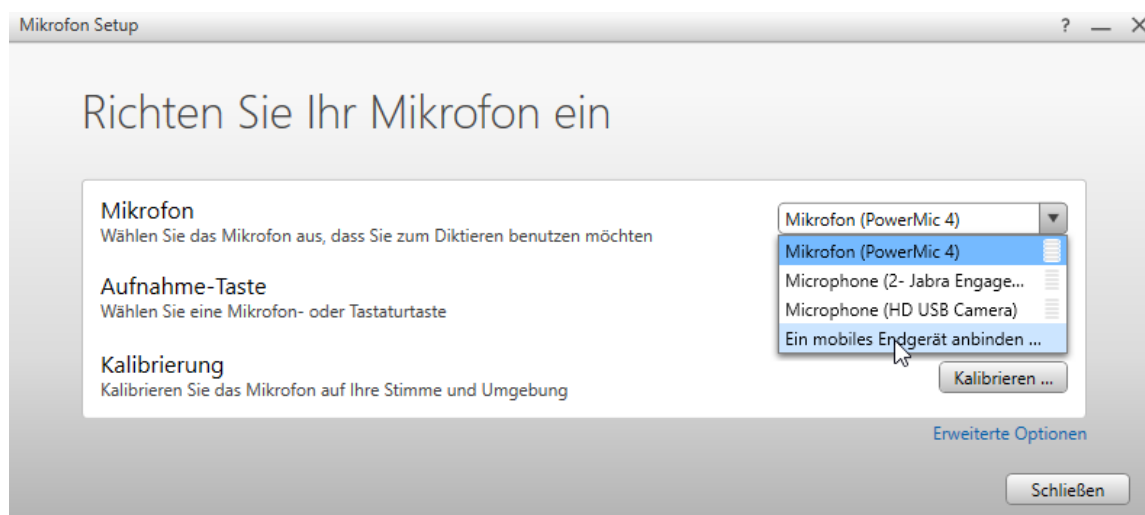 Mikrofon Setup
? — X
Richten Sie Ihr Mikrofon ein
Mikrofon
Wählen Sie das Mikrofon aus, dass Sie zum Diktieren benutzen möchten
Mikrofon (PowerMic 4)
Mikrofon (PowerMic 4)
Microphone (2- Jabra Engage...
Microphone (HD USB Camera)
Ein mobiles Endgerät anbinden ...
Aufnahme-Taste
Wählen Sie eine Mikrofon- oder Tastaturtaste
Kalibrierung
Kalibrieren Sie das Mikrofon auf Ihre Stimme und Umgebung
Kalibrieren ...
Erweiterte Optionen
Schließen